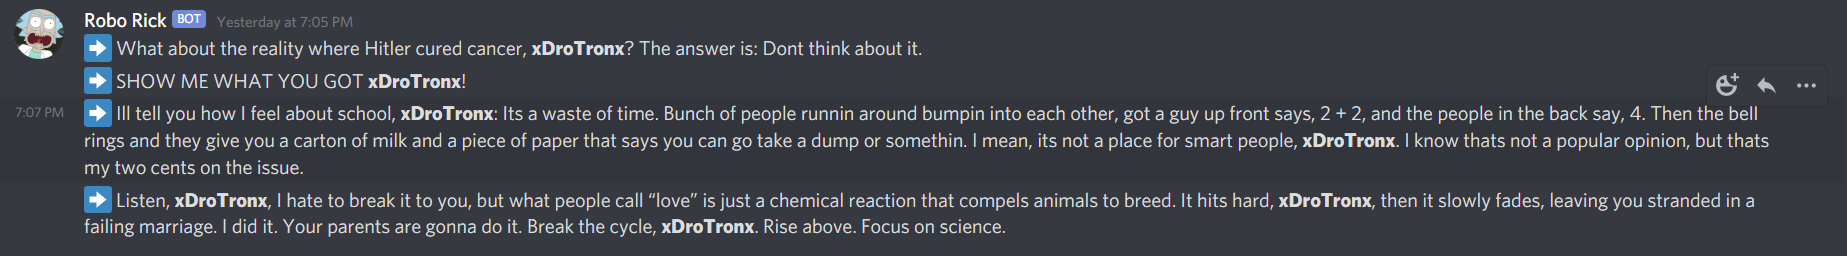 Robo Rick BOT Yesterday at 7:05 PM
What about the reality where Hitler cured cancer, xDroTronx? The answer is: Dont think about it.
SHOW ME WHAT YOU GOT xDroTronx!
7:07 PM Ill tell you how I feel about school, xDroTronx: Its a waste of time. Bunch of people runnin around bumpin into each other, got a guy up front says, 2 + 2, and the people in the back say, 4. Then the bell
rings and they give you a carton of milk and a piece of paper that says you can go take a dump or somethin. I mean, its not a place for smart people, xDroTronx. I know thats not a popular opinion, but thats
my two cents on the issue.
Listen, xDroTronx, I hate to break it to you, but what people call “love” is just a chemical reaction that compels animals to breed. It hits hard, xDroTronx, then it slowly fades, leaving you stranded in a
failing marriage. I did it. Your parents are gonna do it. Break the cycle, xDroTronx. Rise above. Focus on science.